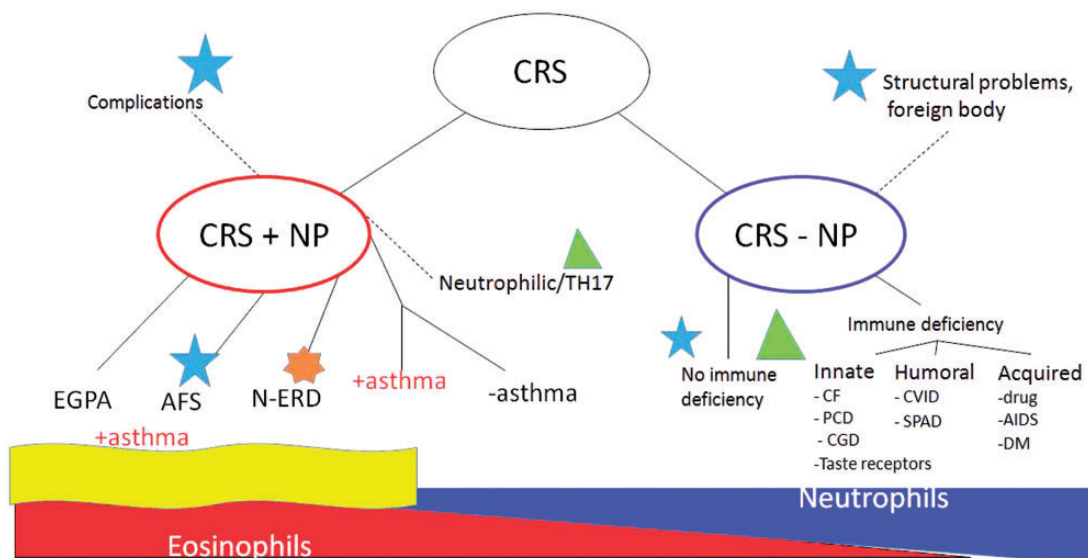 CRS
Complications
Structural problems,
foreign body
CRS + NP
CRS - NP
Neutrophilic/TH17
Immune deficiency
EGPA
AFS
N-ERD
+asthma
-asthma
+asthma
No immune
deficiency
Innate
- CF
- PCD
- CGD
-Taste receptors
Humoral
- CVID
- SPAD
Acquired
-drug
-AIDS
-DM
Neutrophils
Eosinophils